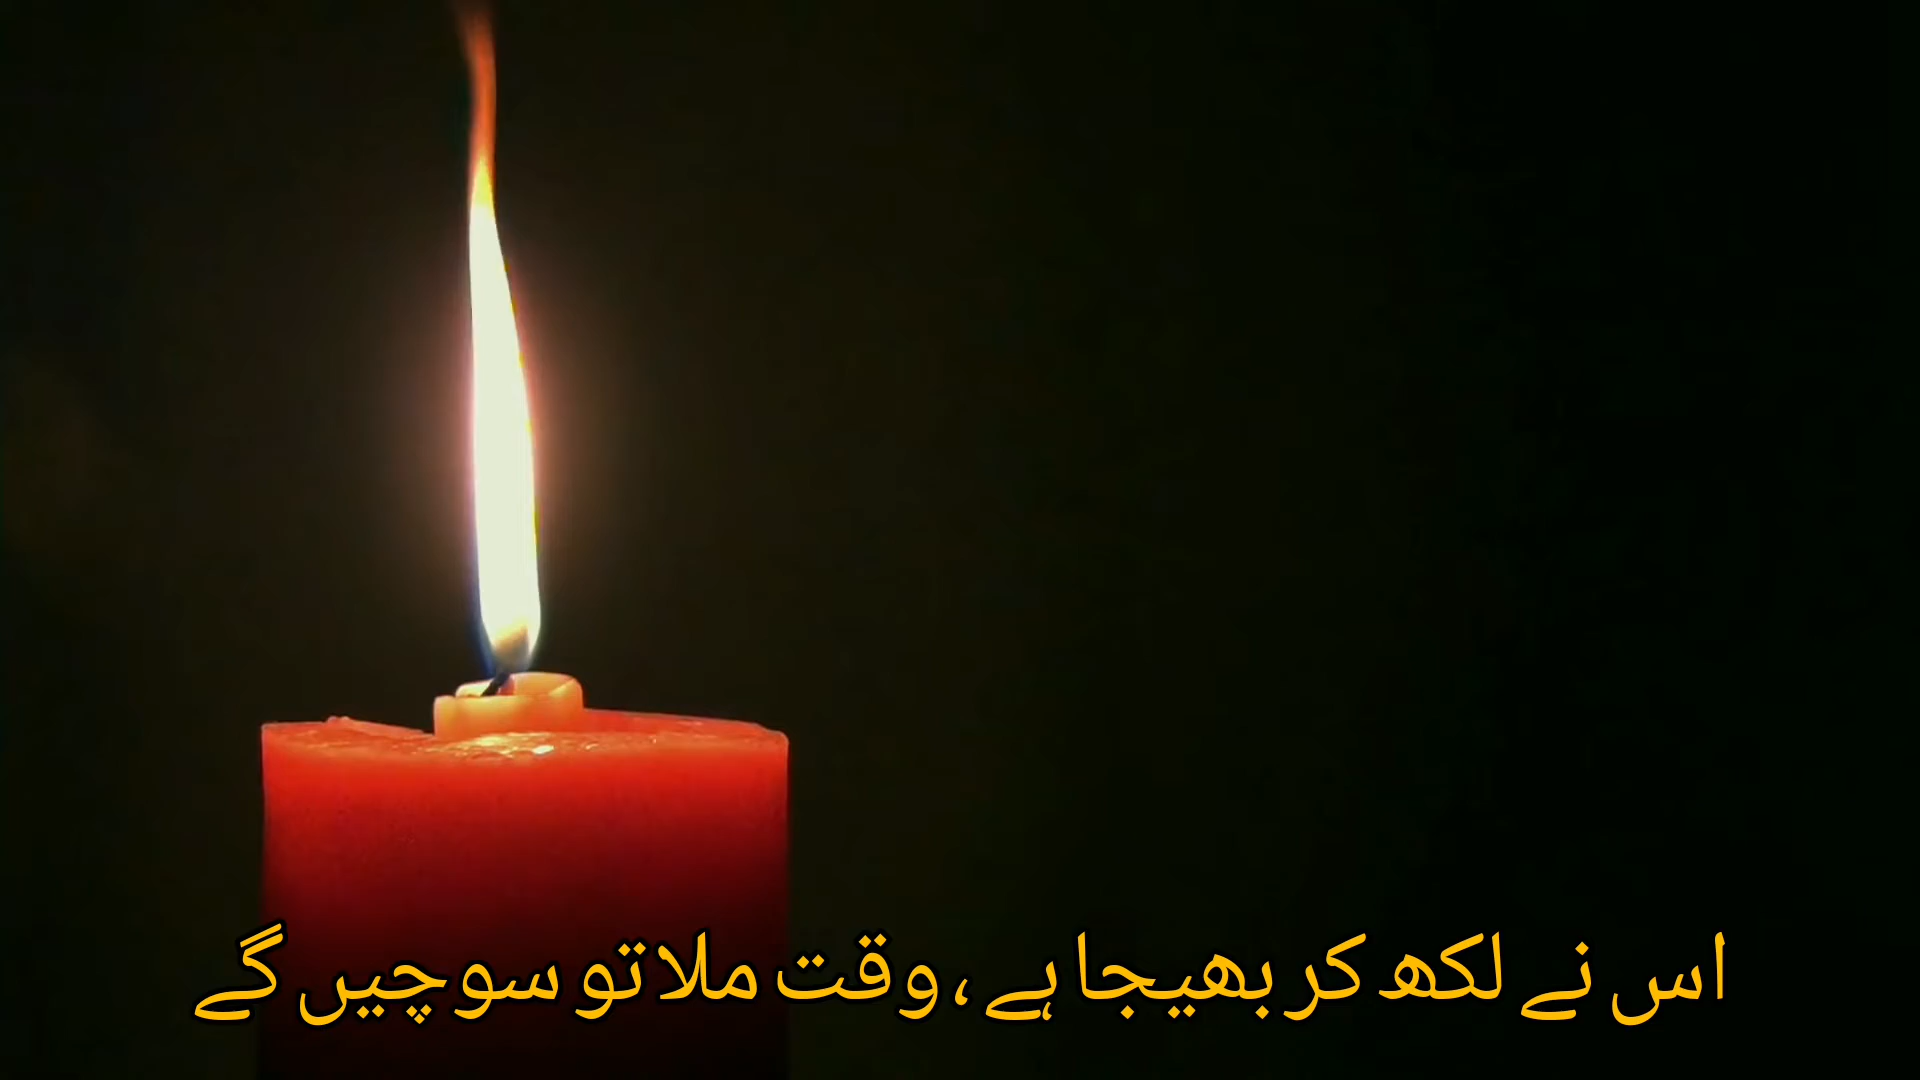 اس نے لکھ کر بھیجا ہے، وقت ملا تو سوچیں گے